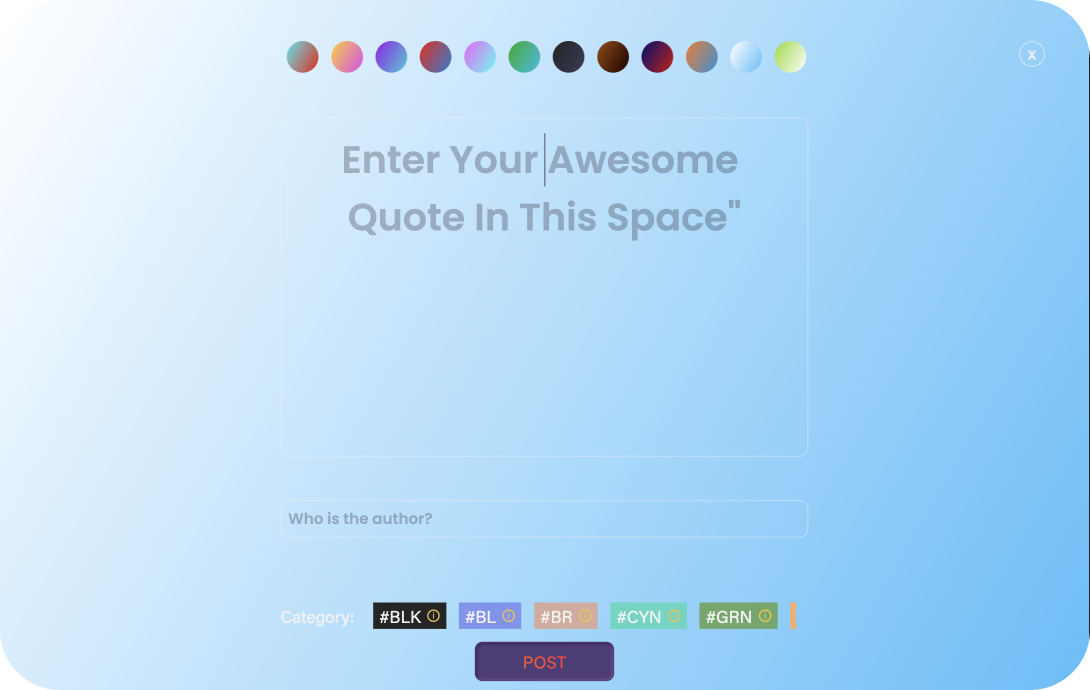 x
Enter Your Awesome
Quote In This Space"
Who is the author?
Category: #BLK #BL #BR #CYN #GRN
POST